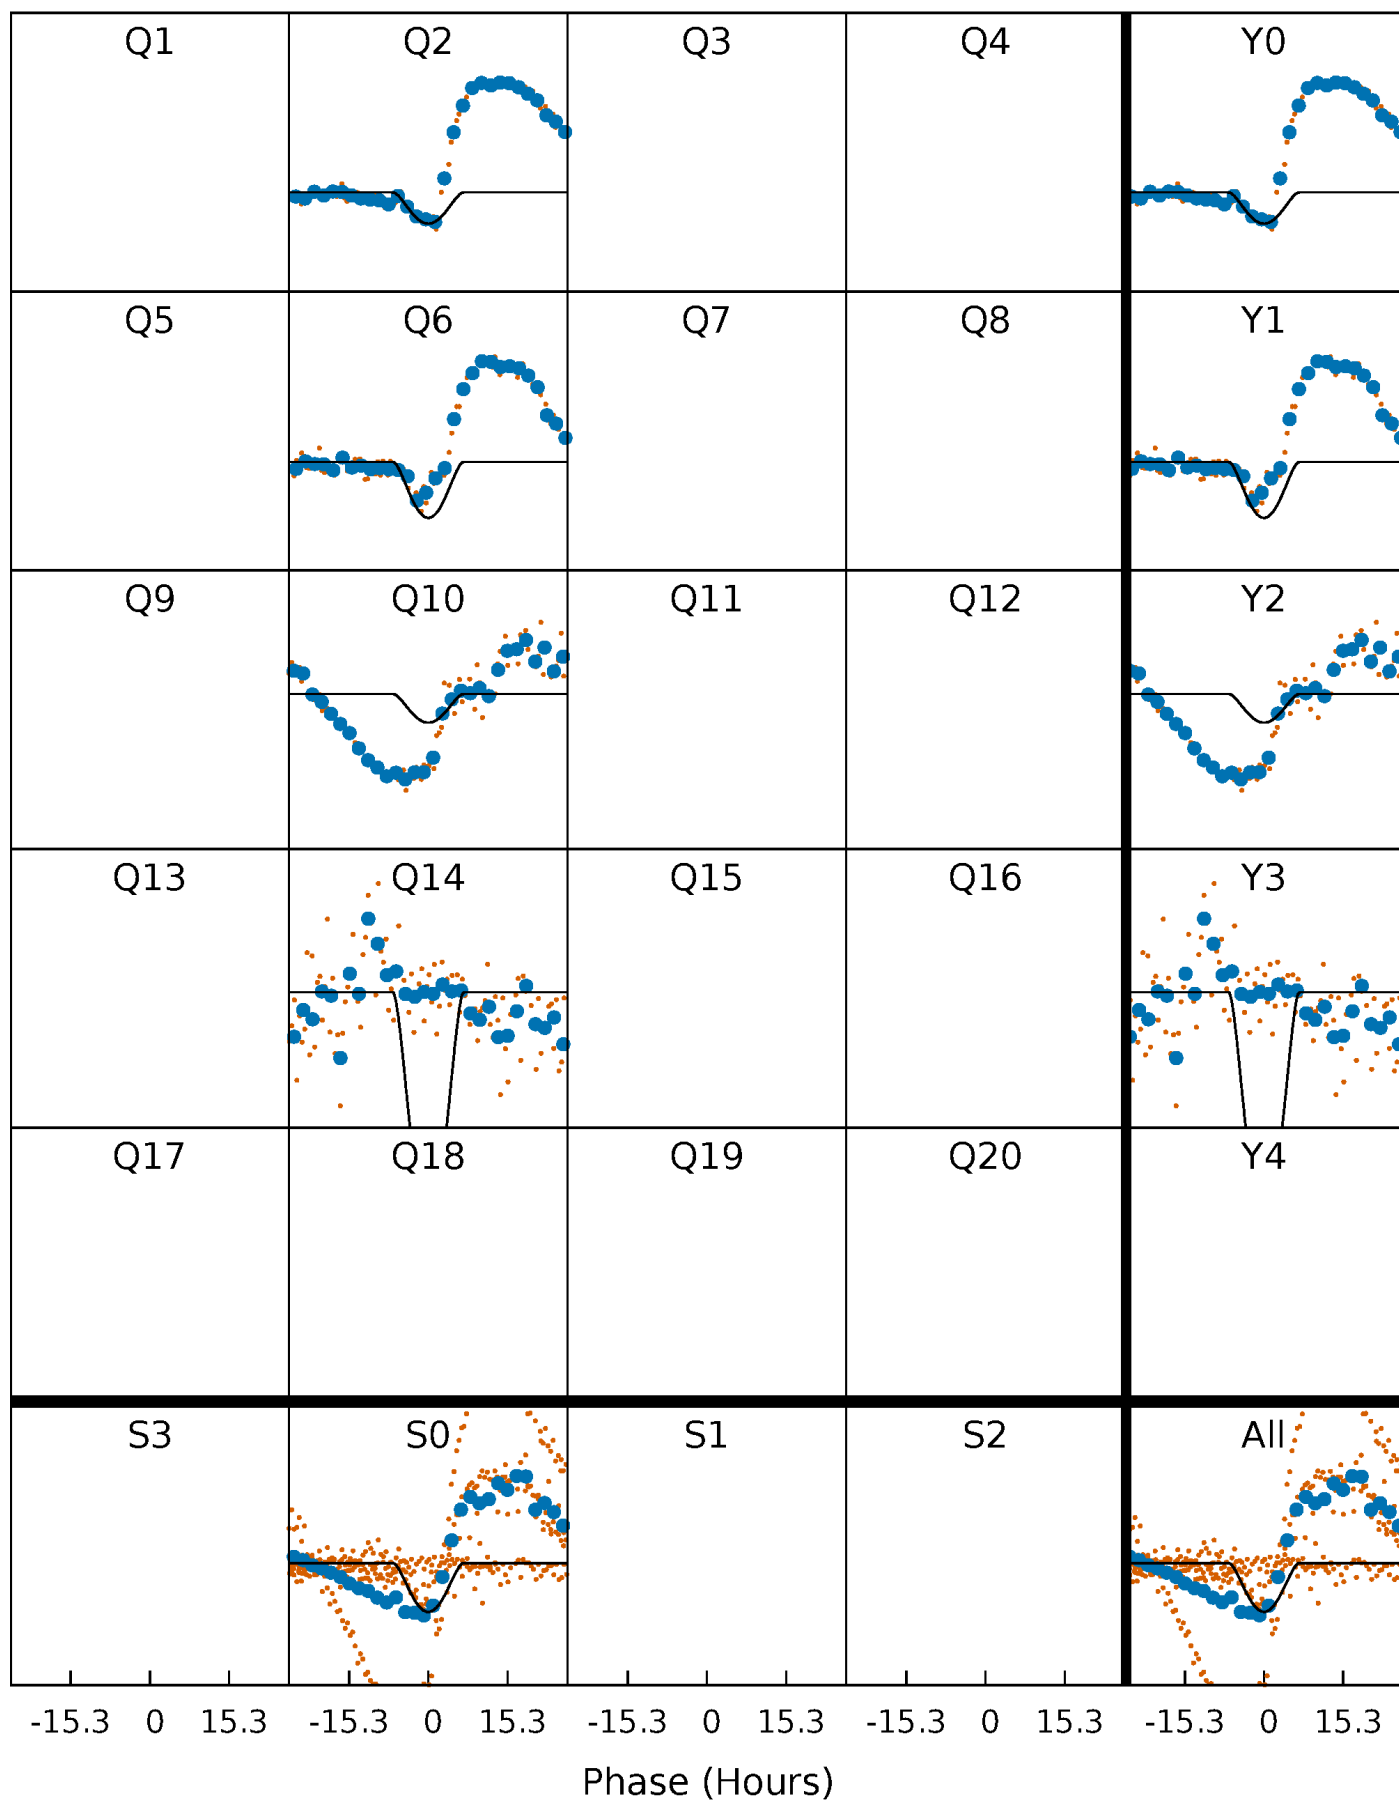 Q1 Q2 Q3 Q4 Y0
Q5 Q6 Q7 Q8 Y1
Q9 Q10 Q11 Q12 Y2
Q13 Q14 Q15 Q16 Y3
Q17 Q18 Q19 Q20 Y4
S3 S0 S1 S2 All
-15.3 0 15.3 -15.3 0 15.3 -15.3 0 15.3 -15.3 0 15.3 -15.3 0 15.3
Phase (Hours)